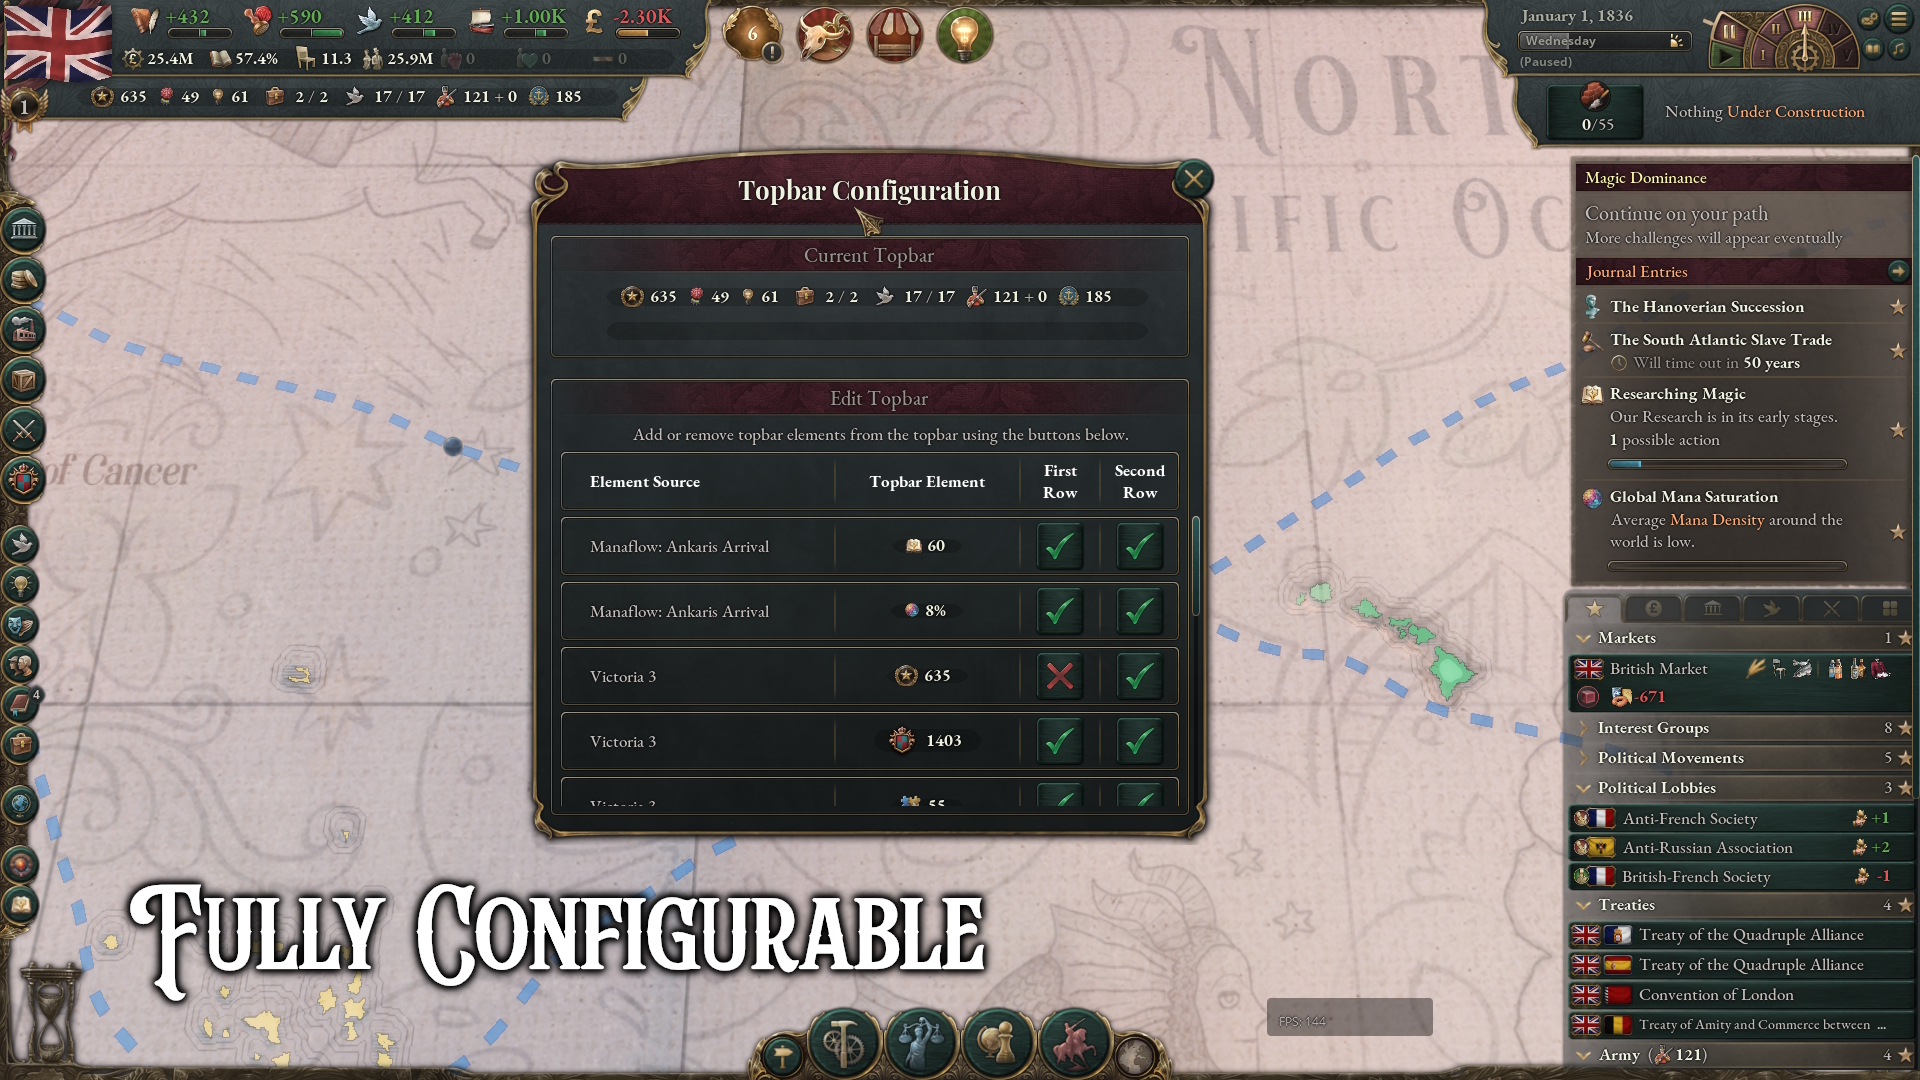 +432 +590 +412 +1.00K -2.30K
25.4M 57.4% 11.3 25.9M 0 0 0
635 49 61 2 / 2 17 / 17 121 + 0 185
1
6
January 1, 1836
Wednesday
(Paused)
I II III IV V
0/55
Nothing Under Construction
NORT
IFIC OC
of Cancer
Topbar Configuration
Current Topbar
635 49 61 2 / 2 17 / 17 121 + 0 185
Edit Topbar
Add or remove topbar elements from the topbar using the buttons below.
Element Source Topbar Element First Row Second Row
Manaflow: Ankaris Arrival 60
Manaflow: Ankaris Arrival 8%
Victoria 3 635
Victoria 3 1403
Victoria 3 55
Magic Dominance
Continue on your path
More challenges will appear eventually
Journal Entries
The Hanoverian Succession
The South Atlantic Slave Trade
Will time out in 50 years
Researching Magic
Our Research is in its early stages.
1 possible action
Global Mana Saturation
Average Mana Density around the
world is low.
Markets 1
British Market
-671
Interest Groups 8
Political Movements 5
Political Lobbies 3
Anti-French Society +1
Anti-Russian Association +2
British-French Society -1
Treaties 4
Treaty of the Quadruple Alliance
Treaty of the Quadruple Alliance
Convention of London
Treaty of Amity and Commerce between ...
Army (121) 4
4
Fully Configurable
FPS: 144